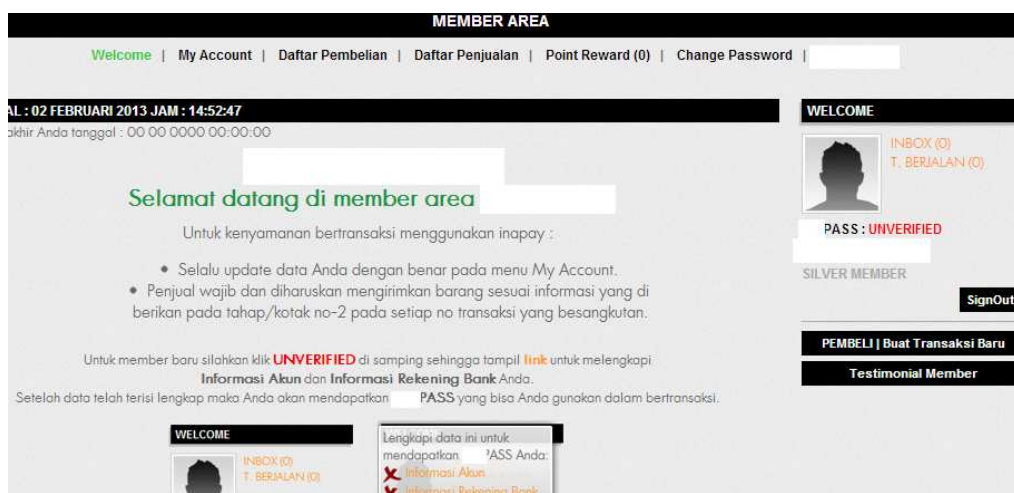 MEMBER AREA
Welcome | My Account | Daftar Pembelian | Daftar Penjualan | Point Reward (0) | Change Password |
AL : 02 FEBRUARI 2013 JAM : 14:52:47
akhir Anda tanggal : 00 00 0000 00:00:00
Selamat datang di member area
Untuk kenyamanan bertransaksi menggunakan inapay :
• Selalu update data Anda dengan benar pada menu My Account.
• Penjual wajib dan diharuskan mengirimkan barang sesuai informasi yang di
berikan pada tahap/kotak no-2 pada setiap no transaksi yang besangkutan.
Untuk member baru silahkan klik UNVERIFIED di samping sehingga tampil link untuk melengkapi
Informasi Akun dan Informasi Rekening Bank Anda.
Setelah data telah terisi lengkap maka Anda akan mendapatkan PASS yang bisa Anda gunakan dalam bertransaksi.
WELCOME
INBOX (0)
T. BERJALAN (0)
Lengkapi data ini untuk
mendapatkan PASS Anda:
Informasi Akun
Informasi Rekening Bank
WELCOME
INBOX (0)
T. BERJALAN (0)
PASS : UNVERIFIED
SILVER MEMBER
SignOut
PEMBELI | Buat Transaksi Baru
Testimonial Member